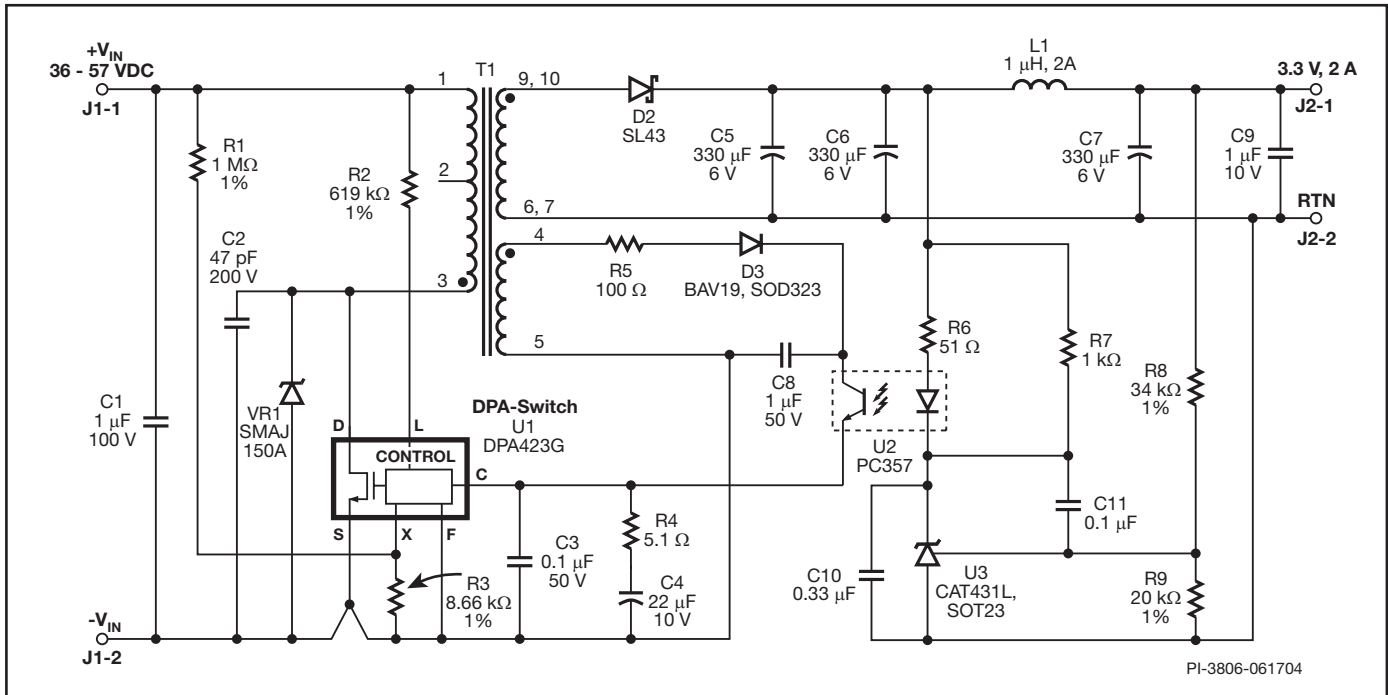 +VIN
36 - 57 VDC
J1-1
R1
1 MΩ
1%
R2
619 kΩ
1%
C2
47 pF
200 V
1
2
3
T1
9, 10
6, 7
4
5
D2
SL43
L1
1 µH, 2A
3.3 V, 2 A
J2-1
C5
330 µF
6 V
C6
330 µF
6 V
C7
330 µF
6 V
C9
1 µF
10 V
RTN
J2-2
R5
100 Ω
D3
BAV19, SOD323
R6
51 Ω
R7
1 kΩ
R8
34 kΩ
1%
C1
1 µF
100 V
VR1
SMAJ
150A
DPA-Switch
U1
DPA423G
D
L
CONTROL
C
S
X
F
C8
1 µF
50 V
U2
PC357
C11
0.1 µF
R4
5.1 Ω
C3
0.1 µF
50 V
C4
22 µF
10 V
R3
8.66 kΩ
1%
C10
0.33 µF
U3
CAT431L,
SOT23
R9
20 kΩ
1%
-VIN
J1-2
PI-3806-061704